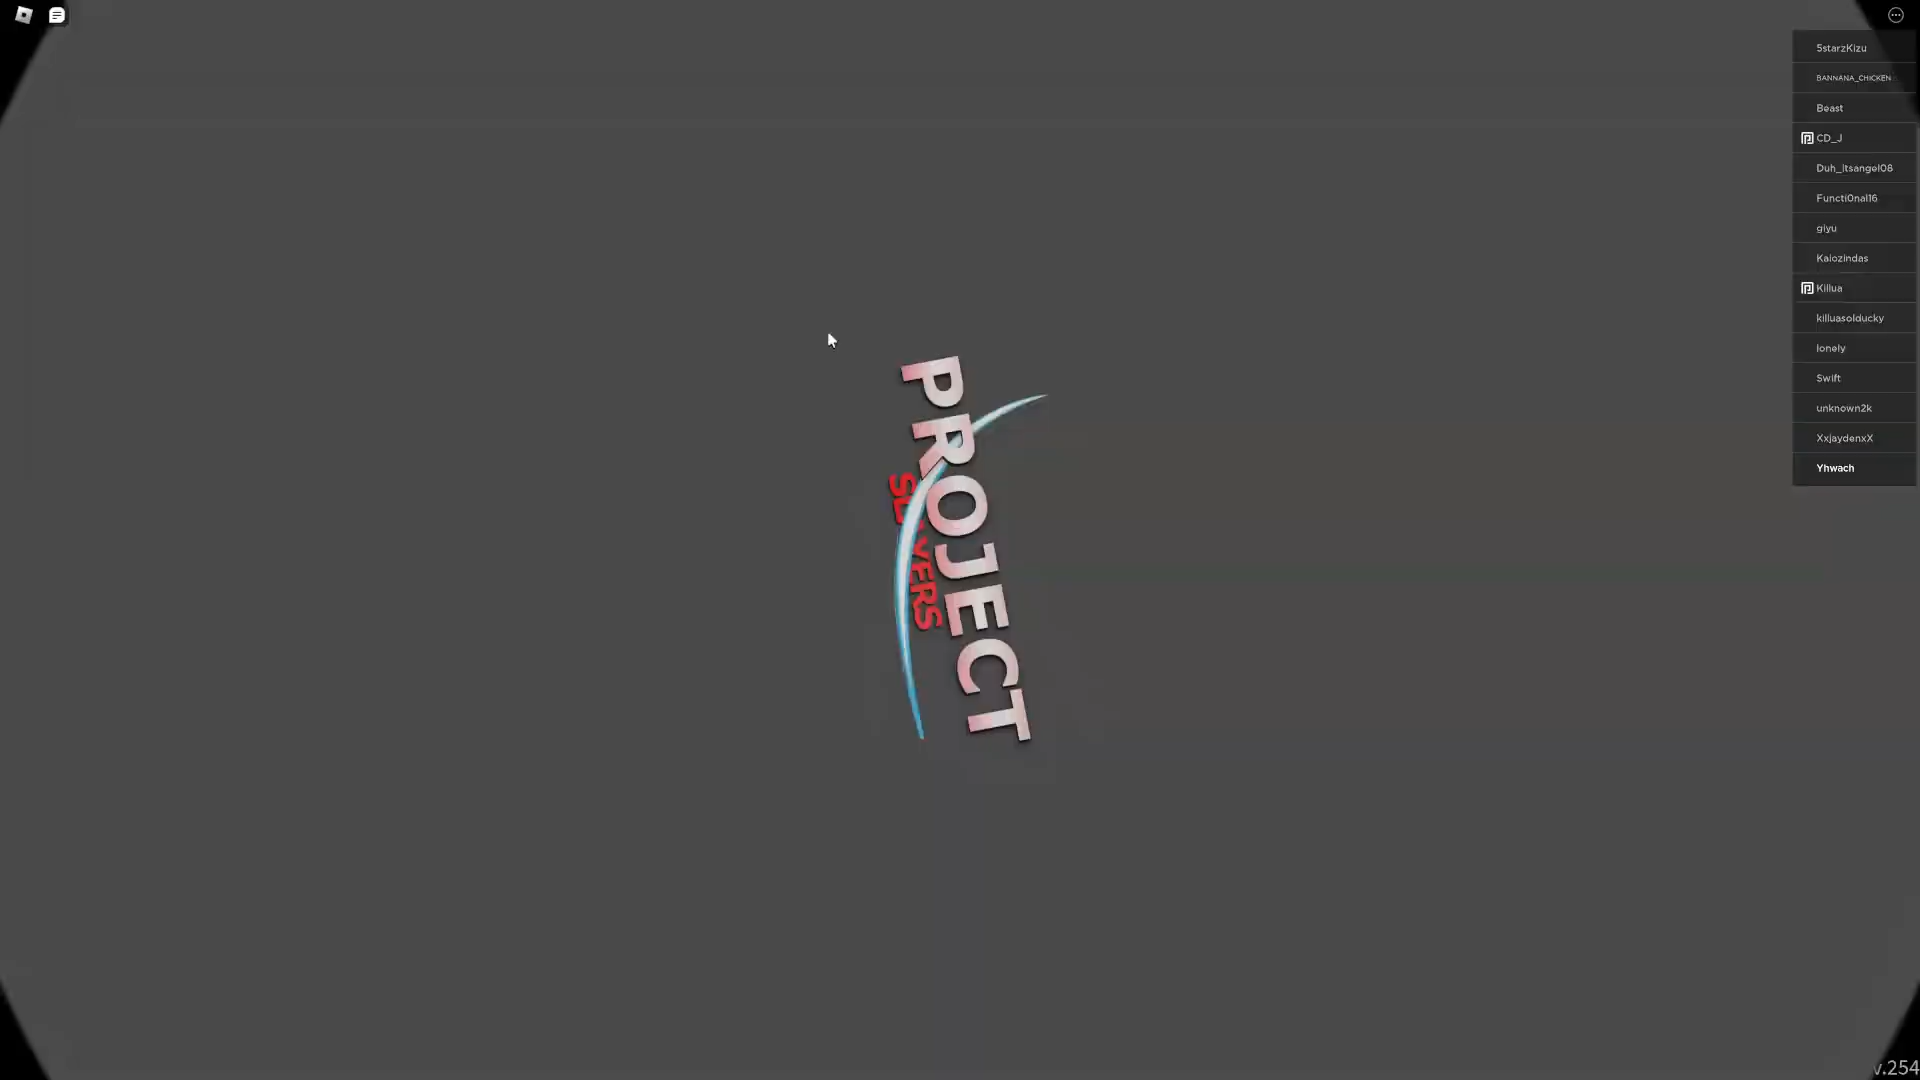 PROJECT
5starzKizu
BANNANA_CHICKEN
Beast
CD_J
Duh_itsangel08
Functi0nal16
giyu
Kaiozindas
Killua
killuasolducky
lonely
Swift
unknown2k
XxjaydenxX
Yhwach
v.254